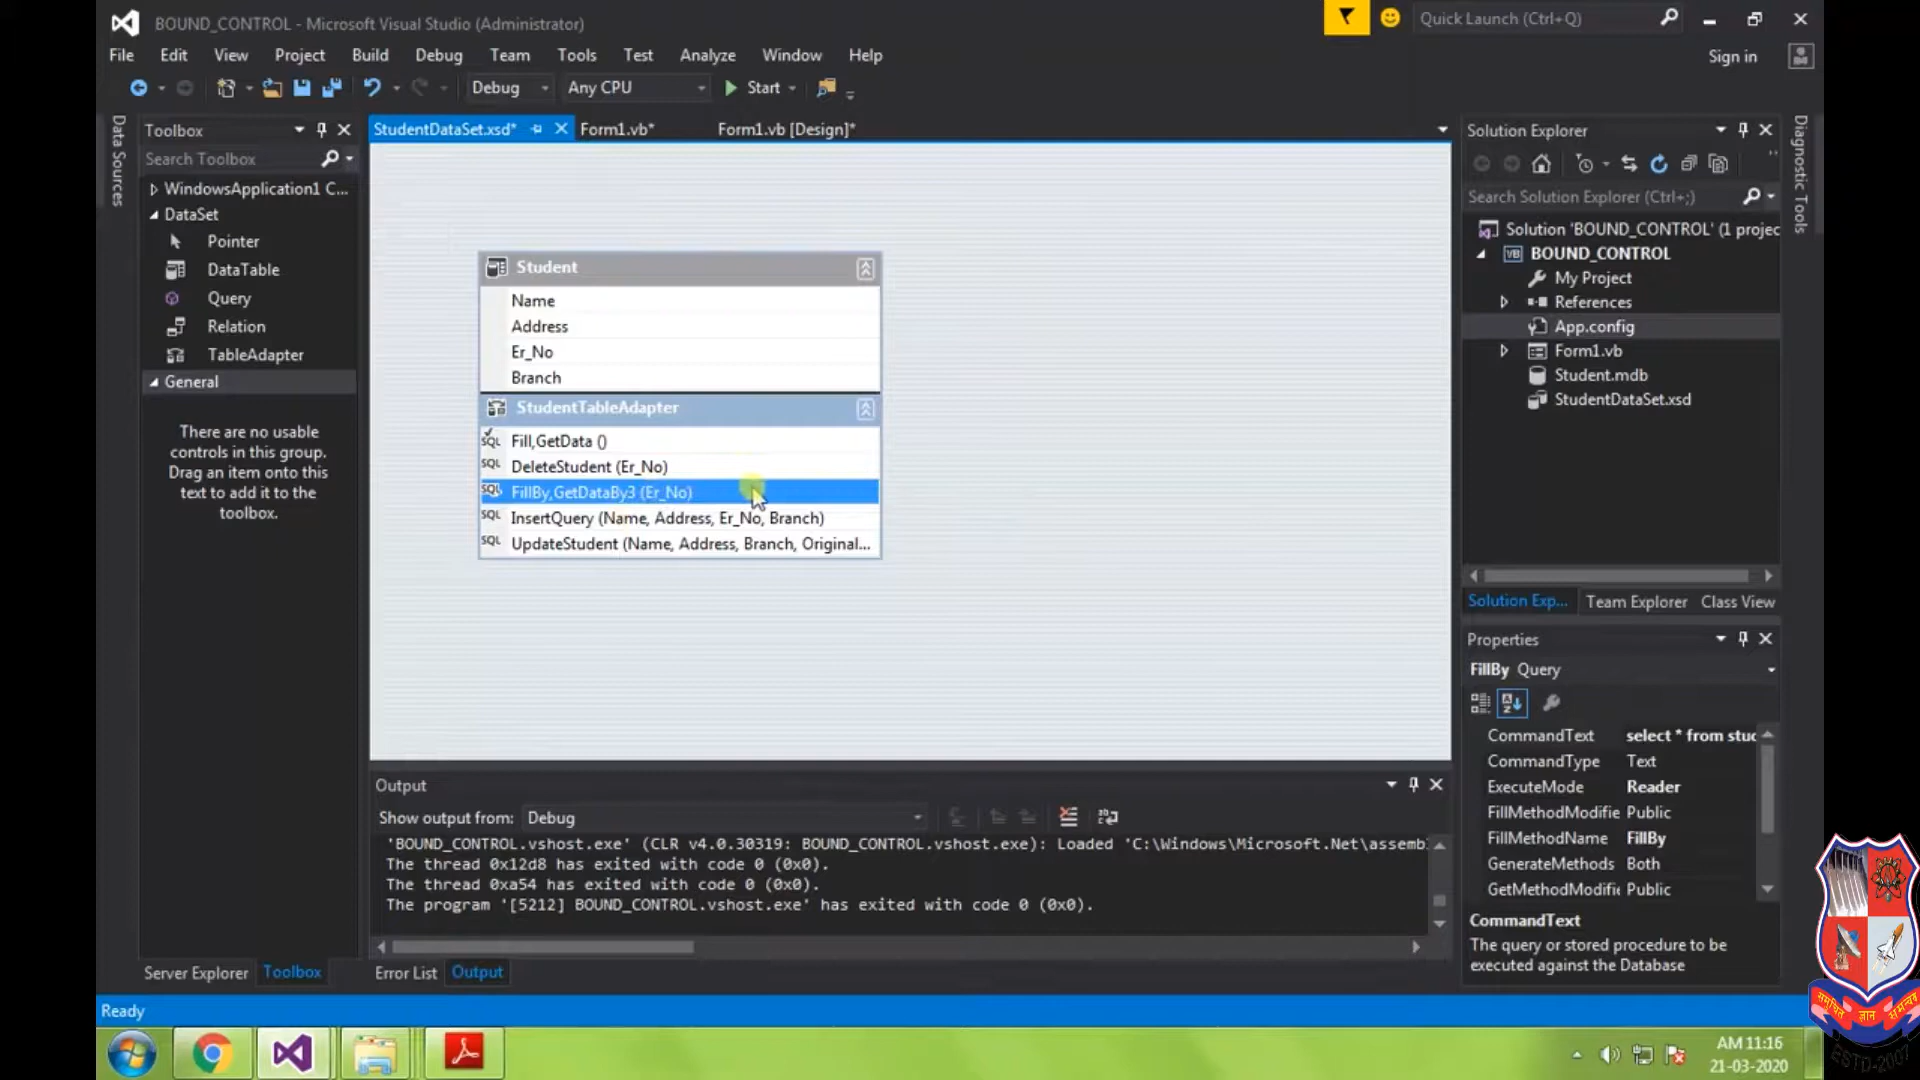 BOUND_CONTROL - Microsoft Visual Studio (Administrator)
Quick Launch (Ctrl+Q)
File Edit View Project Build Debug Team Tools Test Analyze Window Help
Sign in
Debug Any CPU Start
Data Sources
Toolbox
Search Toolbox
WindowsApplication1 C...
DataSet
Pointer
DataTable
Query
Relation
TableAdapter
General
There are no usable
controls in this group.
Drag an item onto this
text to add it to the
toolbox.
Server Explorer Toolbox
StudentDataSet.xsd* Form1.vb* Form1.vb [Design]*
Student
Name
Address
Er_No
Branch
StudentTableAdapter
SQL Fill,GetData ()
SQL DeleteStudent (Er_No)
SQL FillBy,GetDataBy3 (Er_No)
SQL InsertQuery (Name, Address, Er_No, Branch)
SQL UpdateStudent (Name, Address, Branch, Original...
Output
Show output from: Debug
'BOUND_CONTROL.vshost.exe' (CLR v4.0.30319: BOUND_CONTROL.vshost.exe): Loaded 'C:\Windows\Microsoft.Net\assemb
The thread 0x12d8 has exited with code 0 (0x0).
The thread 0xa54 has exited with code 0 (0x0).
The program '[5212] BOUND_CONTROL.vshost.exe' has exited with code 0 (0x0).
Error List Output
Solution Explorer
Search Solution Explorer (Ctrl+;)
Solution 'BOUND_CONTROL' (1 projec
VB BOUND_CONTROL
My Project
References
App.config
Form1.vb
Student.mdb
StudentDataSet.xsd
Solution Exp... Team Explorer Class View
Properties
FillBy Query
CommandText select * from stuc
CommandType Text
ExecuteMode Reader
FillMethodModifie Public
FillMethodName FillBy
GenerateMethods Both
GetMethodModifie Public
CommandText
The query or stored procedure to be
executed against the Database
Diagnostic Tools
Ready
AM 11:16
21-03-2020
ESTD-2007